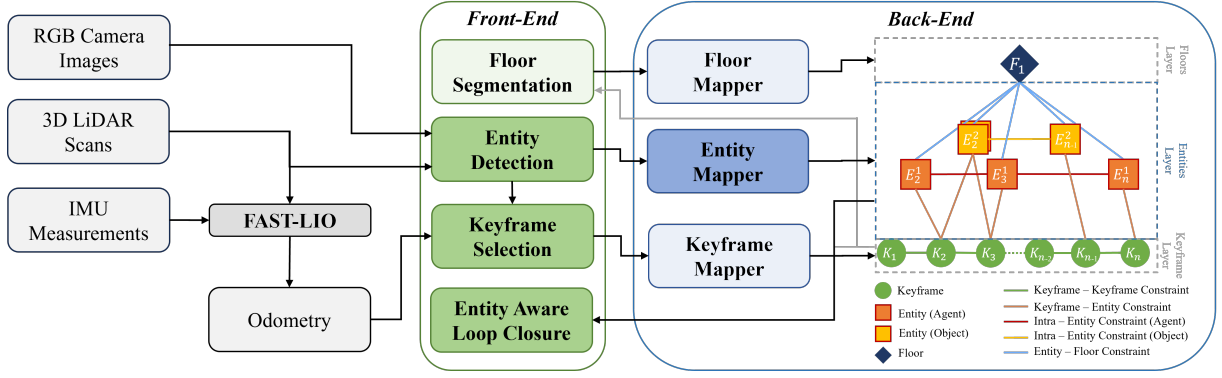 RGB Camera
Images
3D LiDAR
Scans
IMU
Measurements
FAST-LIO
Odometry
Front-End
Floor
Segmentation
Entity
Detection
Keyframe
Selection
Entity Aware
Loop Closure
Back-End
Floor
Mapper
Entity
Mapper
Keyframe
Mapper
F₁
Floors
Layer
E₂² E²ₙ₋₁
E₂¹ E₃¹ Eₙ¹
Entities
Layer
K₁ K₂ K₃ Kₙ₋₂ Kₙ₋₁ Kₙ
Keyframe
Layer
Keyframe
Entity (Agent)
Entity (Object)
Floor
Keyframe – Keyframe Constraint
Keyframe – Entity Constraint
Intra – Entity Constraint (Agent)
Intra – Entity Constraint (Object)
Entity – Floor Constraint